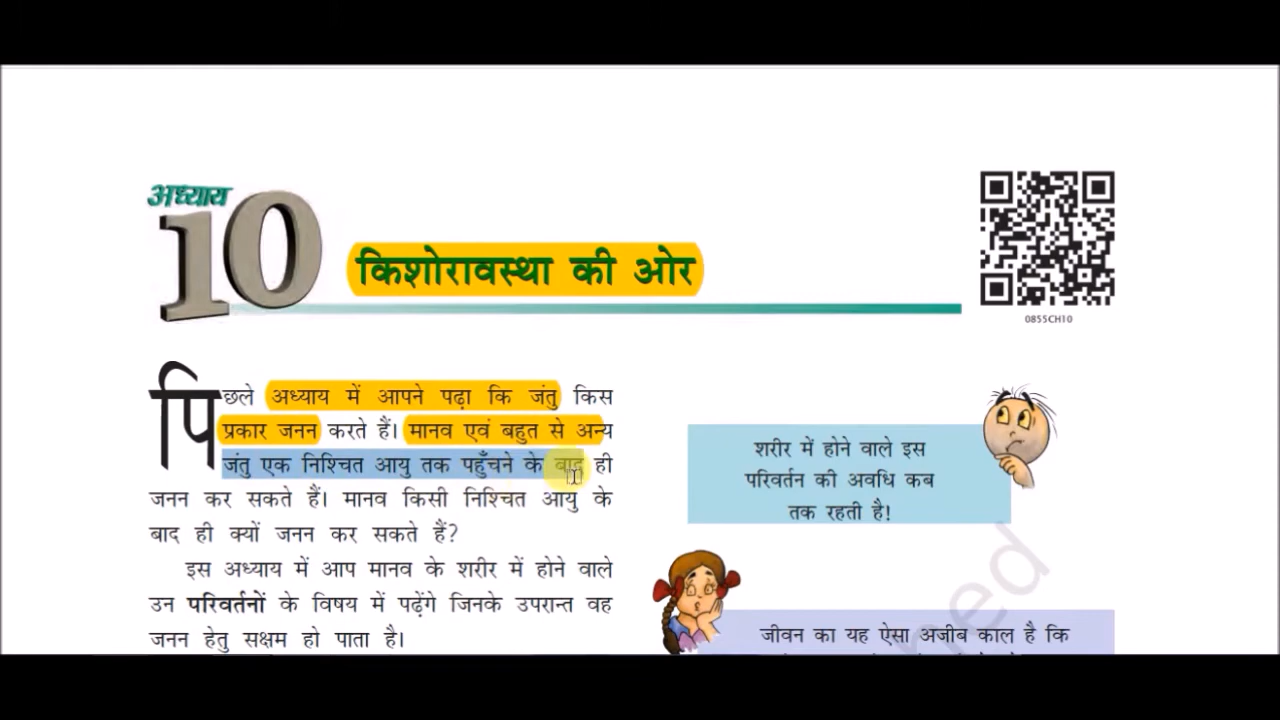 अध्याय
10
किशोरावस्था की ओर
0855CH10
पिछले अध्याय में आपने पढ़ा कि जंतु किस
प्रकार जनन करते हैं। मानव एवं बहुत से अन्य
जंतु एक निश्चित आयु तक पहुँचने के बाद ही
जनन कर सकते हैं। मानव किसी निश्चित आयु के
बाद ही क्यों जनन कर सकते हैं?
इस अध्याय में आप मानव के शरीर में होने वाले
उन परिवर्तनों के विषय में पढ़ेंगे जिनके उपरान्त वह
जनन हेतु सक्षम हो पाता है।
शरीर में होने वाले इस
परिवर्तन की अवधि कब
तक रहती है!
जीवन का यह ऐसा अजीब काल है कि